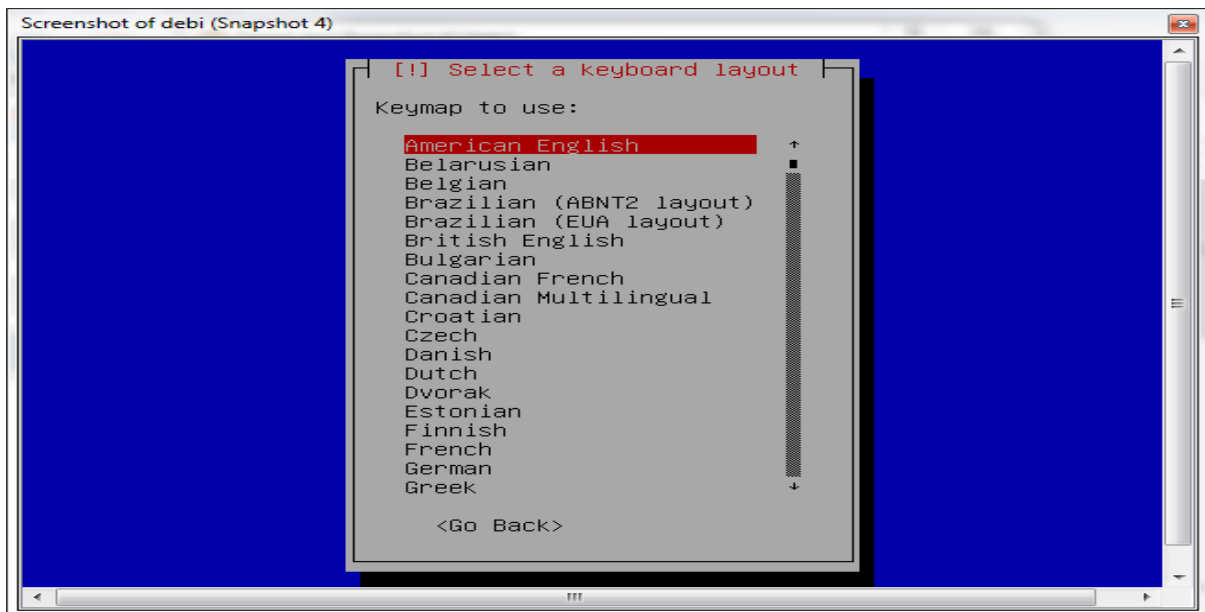 Screenshot of debi (Snapshot 4)
[!] Select a keyboard layout
Keymap to use:
American English
Belarusian
Belgian
Brazilian (ABNT2 layout)
Brazilian (EUA layout)
British English
Bulgarian
Canadian French
Canadian Multilingual
Croatian
Czech
Danish
Dutch
Dvorak
Estonian
Finnish
French
German
Greek
<Go Back>